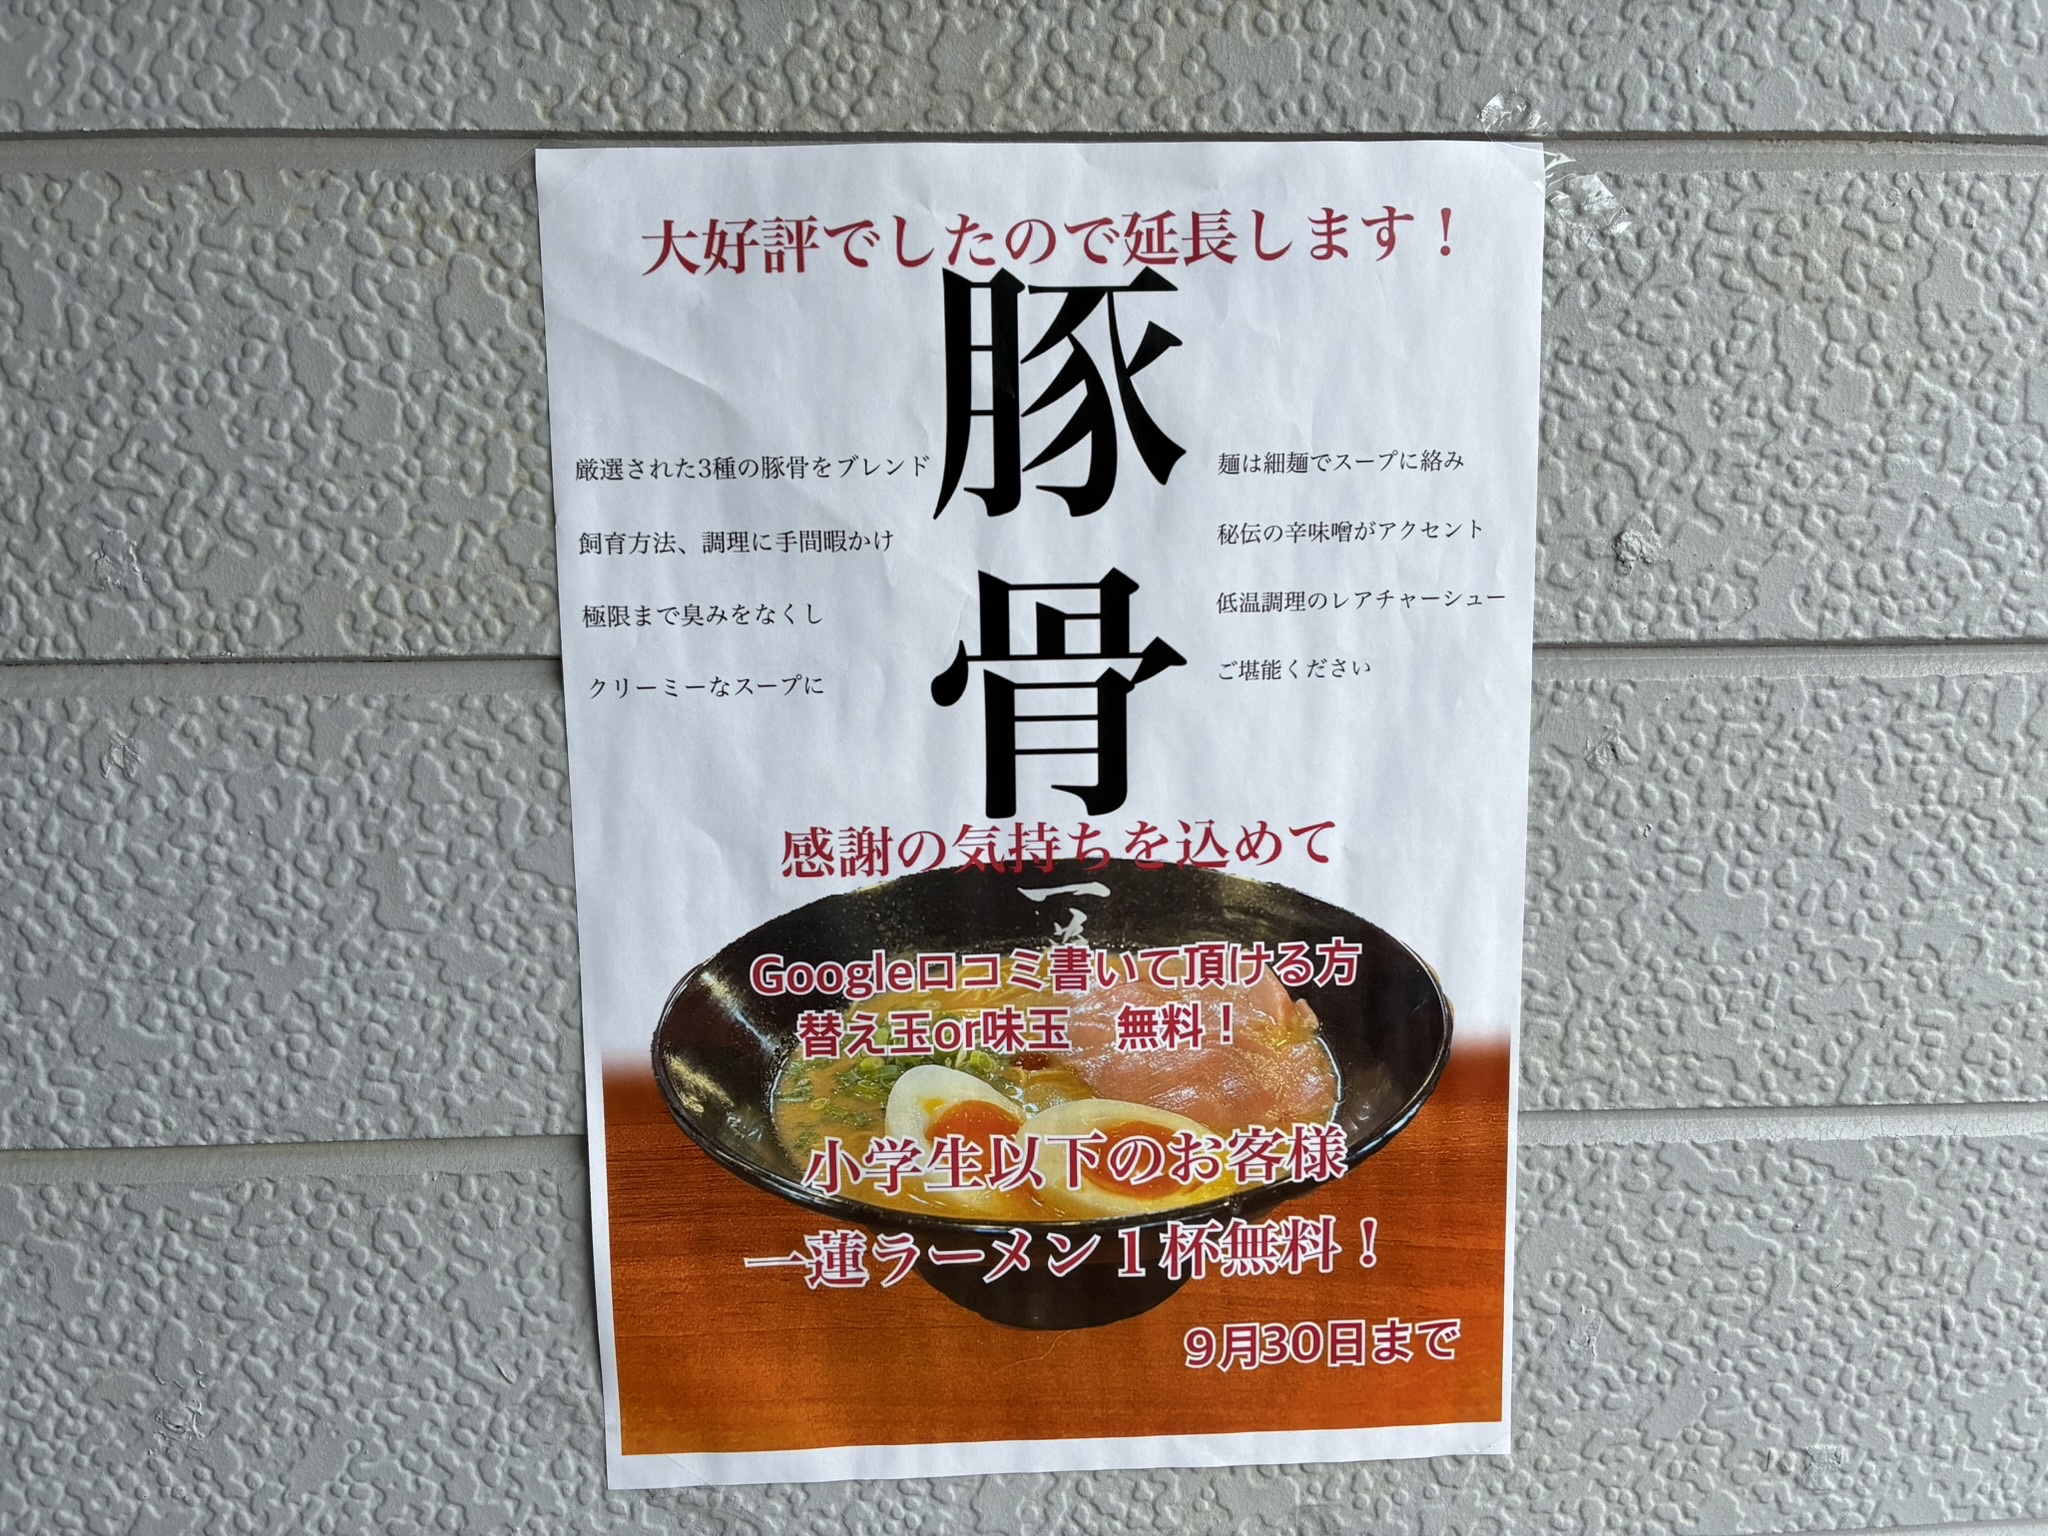 大好評でしたので延長します！
豚骨
厳選された3種の豚骨をブレンド
飼育方法、調理に手間暇かけ
極限まで臭みをなくし
クリーミーなスープに
麺は細麺でスープに絡み
秘伝の辛味噌がアクセント
低温調理のレアチャーシュー
ご堪能ください
感謝の気持ちを込めて
一
Google口コミ書いて頂ける方
替え玉or味玉　無料！
小学生以下のお客様
一蓮ラーメン１杯無料！
9月30日まで